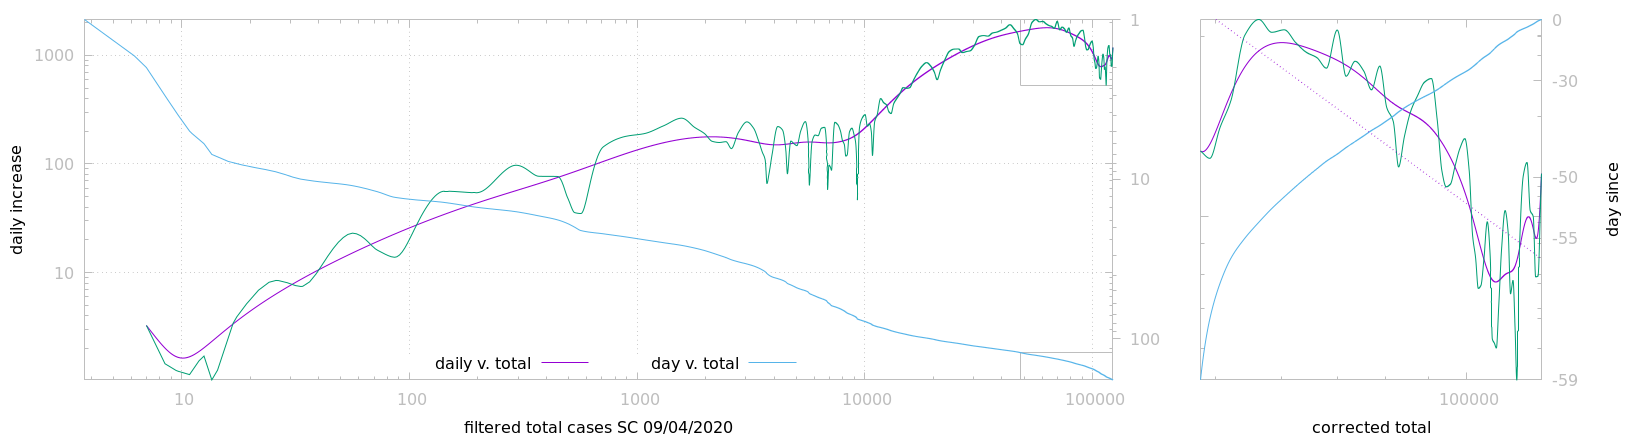 1 0
1000
-30
100 10 -50
-55
10
100
daily v. total day v. total
-59
10 100 1000 10000 100000 100000
filtered total cases SC 09/04/2020 corrected total
daily increase
day since